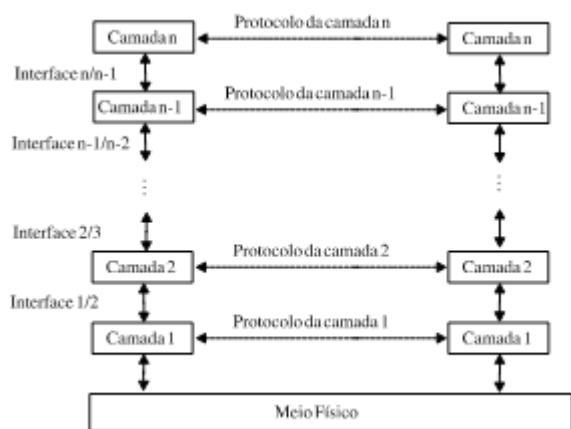 Protocolo da camada n
Camada n
Camada n
Interface n/n-1
Protocolo da camada n-1
Camada n-1
Camada n-1
Interface n-1/n-2
...
...
Interface 2/3
Protocolo da camada 2
Camada 2
Camada 2
Interface 1/2
Protocolo da camada 1
Camada 1
Camada 1
Meio Físico